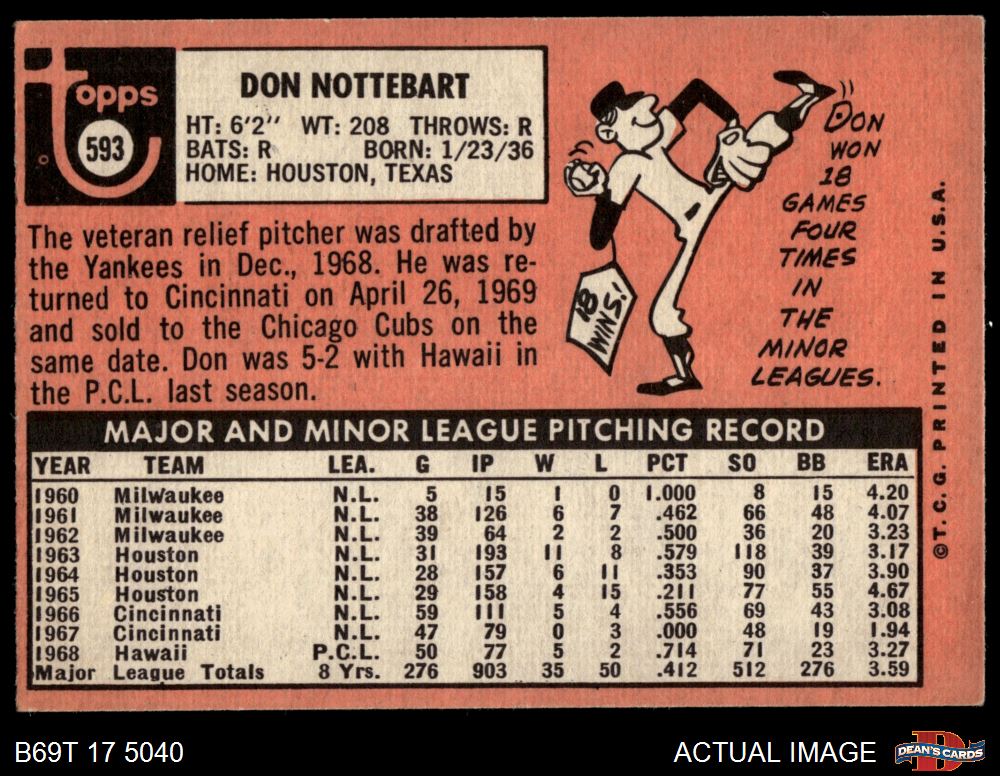 Topps
593
DON NOTTEBART
HT: 6'2" WT: 208 THROWS: R
BATS: R BORN: 1/23/36
HOME: HOUSTON, TEXAS
The veteran relief pitcher was drafted by
the Yankees in Dec., 1968. He was re-
turned to Cincinnati on April 26, 1969
and sold to the Chicago Cubs on the
same date. Don was 5-2 with Hawaii in
the P.C.L. last season.
18
WINS!
DON
WON
18
GAMES
FOUR
TIMES
IN
THE
MINOR
LEAGUES.
MAJOR AND MINOR LEAGUE PITCHING RECORD
YEAR TEAM LEA. G IP W L PCT SO BB ERA
1960 Milwaukee N.L. 5 15 1 0 1.000 8 15 4.20
1961 Milwaukee N.L. 38 126 6 7 .462 66 48 4.07
1962 Milwaukee N.L. 39 64 2 2 .500 36 20 3.23
1963 Houston N.L. 31 193 11 8 .579 118 39 3.17
1964 Houston N.L. 28 157 6 11 .353 90 37 3.90
1965 Houston N.L. 29 158 4 15 .211 77 55 4.67
1966 Cincinnati N.L. 59 111 5 4 .556 69 43 3.08
1967 Cincinnati N.L. 47 79 0 3 .000 48 19 1.94
1968 Hawaii P.C.L. 50 77 5 2 .714 71 23 3.27
Major League Totals 8 Yrs. 276 903 35 50 .412 512 276 3.59
©T.C.G. PRINTED IN U.S.A.
B69T 17 5040
ACTUAL IMAGE
D
DEAN'S CARDS